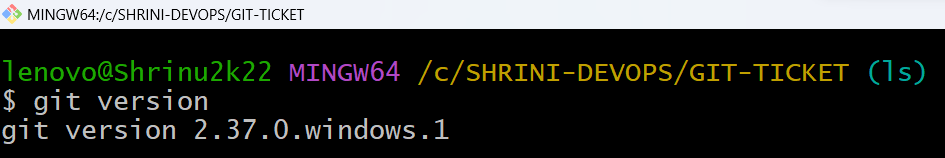 MINGW64:/c/SHRINI-DEVOPS/GIT-TICKET
lenovo@Shrinu2k22 MINGW64 /c/SHRINI-DEVOPS/GIT-TICKET (ls)
$ git version
git version 2.37.0.windows.1